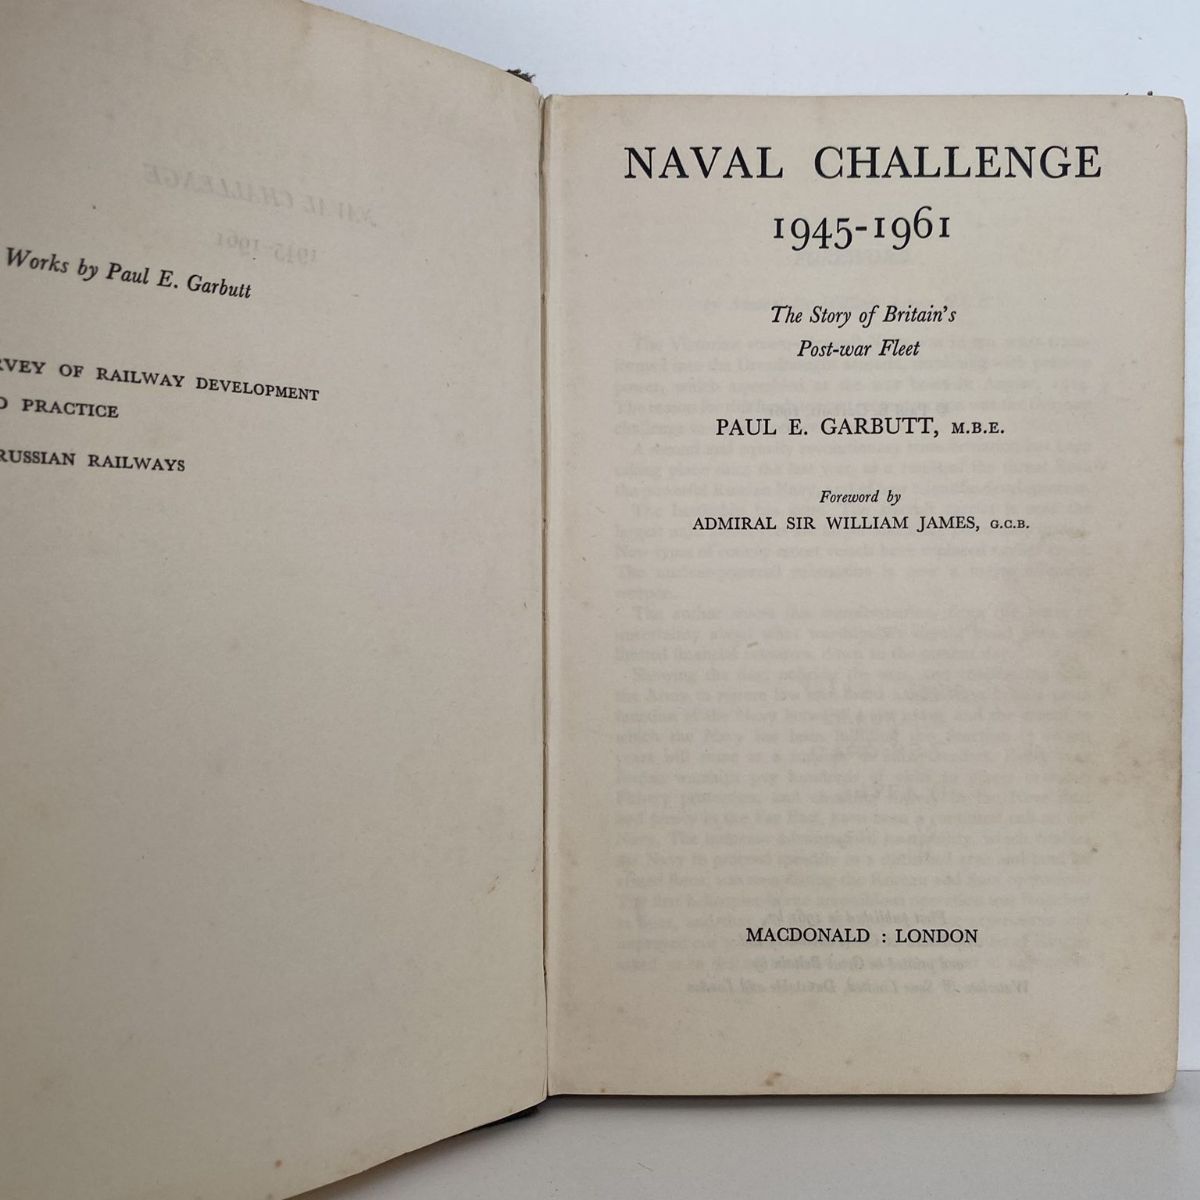 Works by Paul E. Garbutt
RVEY OF RAILWAY DEVELOPMENT
D PRACTICE
RUSSIAN RAILWAYS
NAVAL CHALLENGE
1945-1961
The Story of Britain's
Post-war Fleet
PAUL E. GARBUTT, M.B.E.
Foreword by
ADMIRAL SIR WILLIAM JAMES, G.C.B.
MACDONALD : LONDON